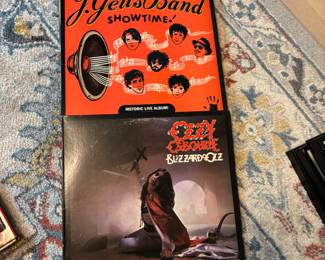 J. Geils Band
SHOWTIME!
HISTORIC LIVE ALBUM!
OZZY
OSBOURNE
BLIZZARD OF OZZ